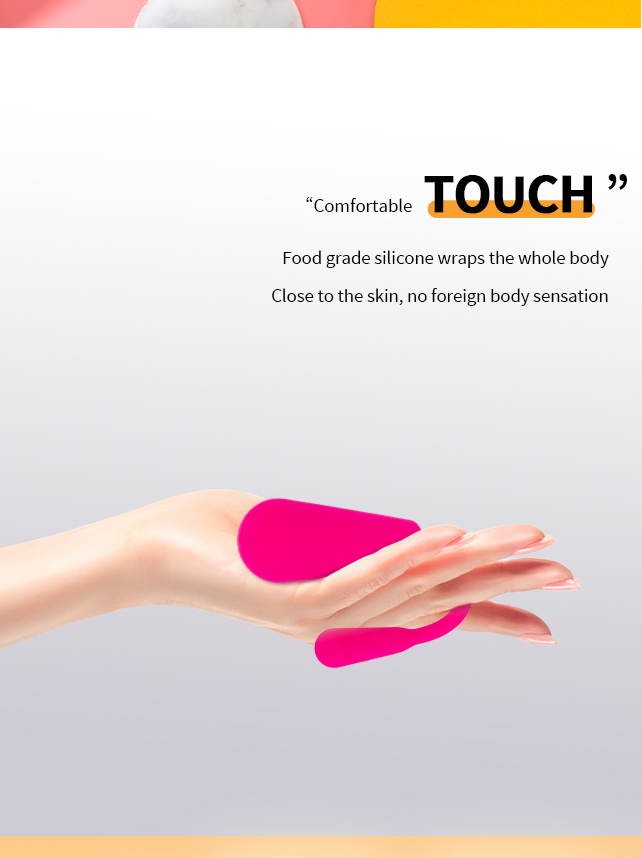 “Comfortable TOUCH ”
Food grade silicone wraps the whole body
Close to the skin, no foreign body sensation